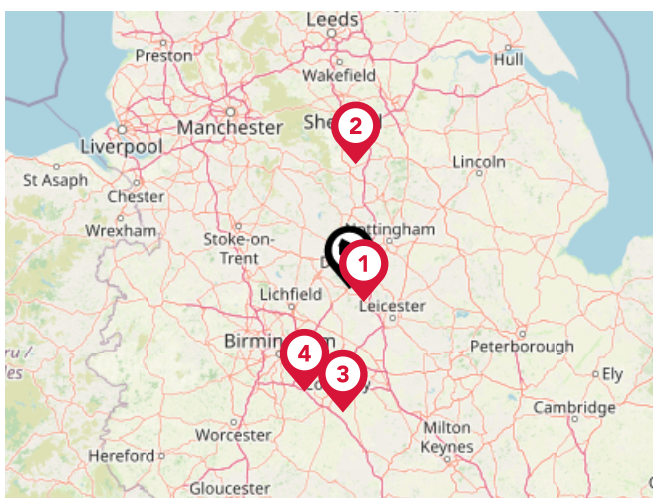 Leeds
Preston
Hull
Wakefield
2
Manchester
Liverpool
Lincoln
St Asaph
Chester
Wrexham
Nottingham
Stoke-on-
Trent
1
Lichfield
Leicester
Birmingham
4
Peterborough
3
Ely
Cambridge
Worcester
Milton
Keynes
Hereford
Gloucester